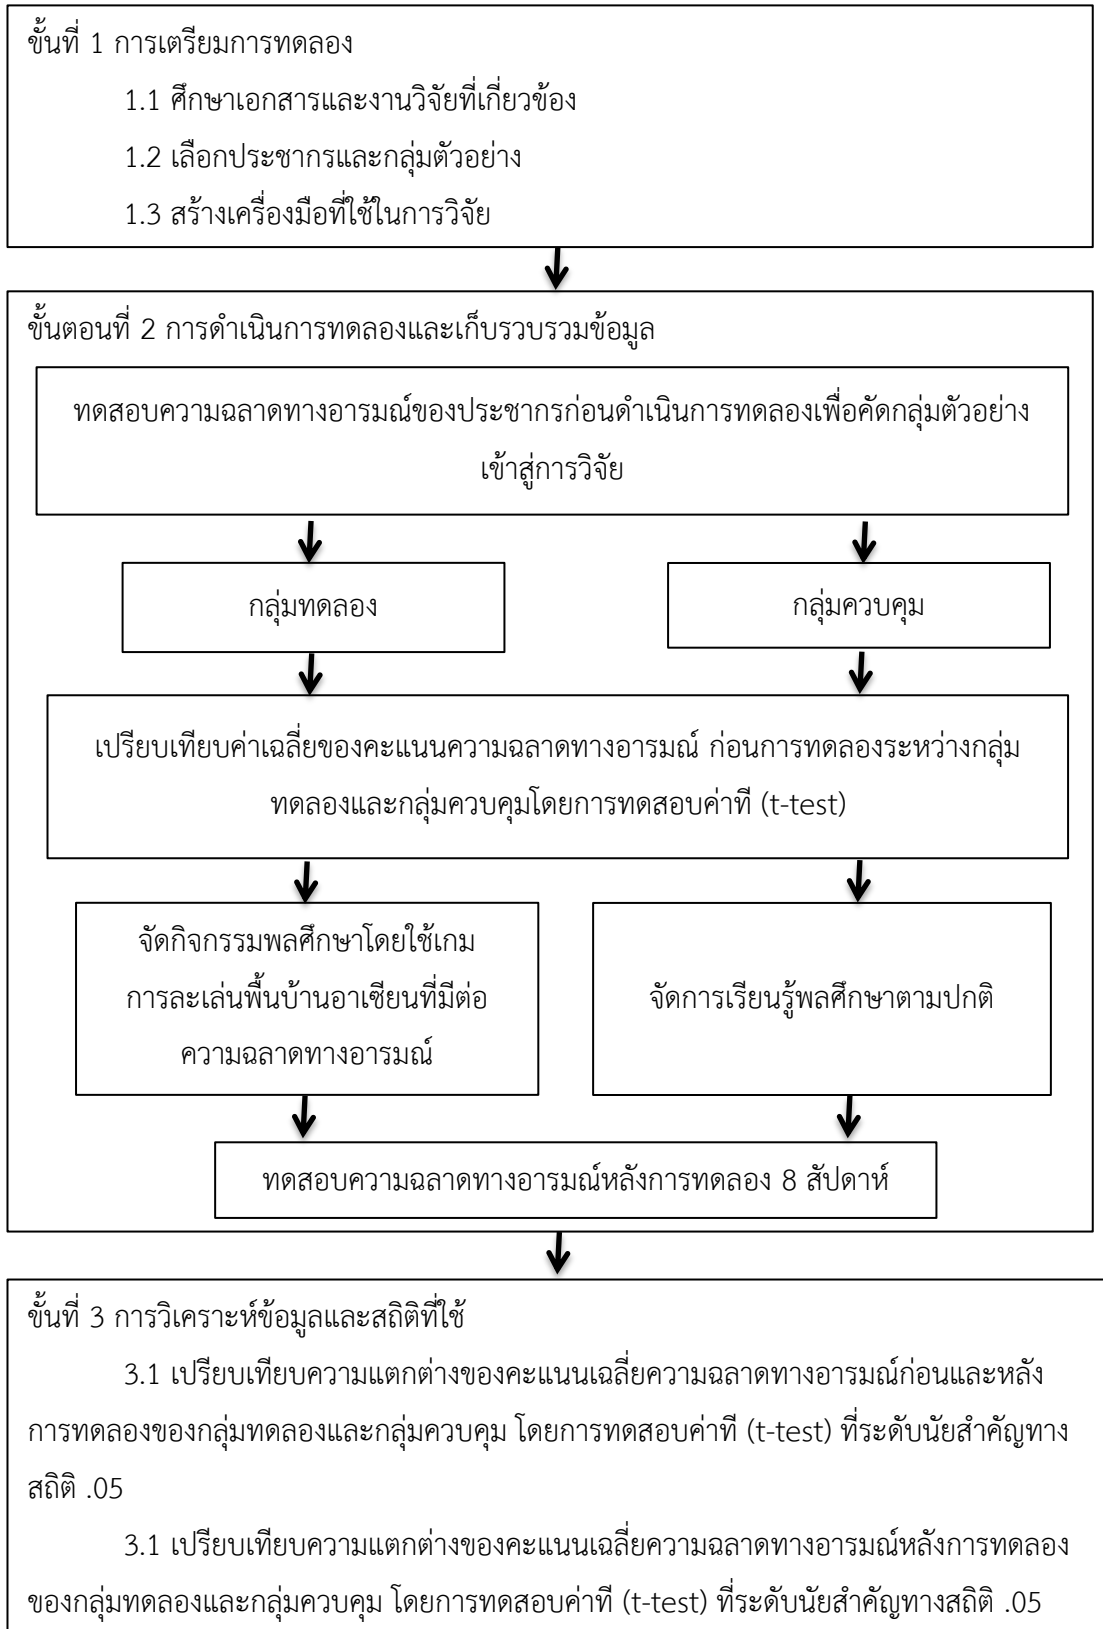 ขั้นที่ 1 การเตรียมการทดลอง
1.1 ศึกษาเอกสารและงานวิจัยที่เกี่ยวข้อง
1.2 เลือกประชากรและกลุ่มตัวอย่าง
1.3 สร้างเครื่องมือที่ใช้ในการวิจัย
ขั้นตอนที่ 2 การดำเนินการทดลองและเก็บรวบรวมข้อมูล
ทดสอบความฉลาดทางอารมณ์ของประชากรก่อนดำเนินการทดลองเพื่อคัดกลุ่มตัวอย่าง
เข้าสู่การวิจัย
กลุ่มทดลอง
กลุ่มควบคุม
เปรียบเทียบค่าเฉลี่ยของคะแนนความฉลาดทางอารมณ์ ก่อนการทดลองระหว่างกลุ่ม
ทดลองและกลุ่มควบคุมโดยการทดสอบค่าที (t-test)
จัดกิจกรรมพลศึกษาโดยใช้เกม
การละเล่นพื้นบ้านอาเซียนที่มีต่อ
ความฉลาดทางอารมณ์
จัดการเรียนรู้พลศึกษาตามปกติ
ทดสอบความฉลาดทางอารมณ์หลังการทดลอง 8 สัปดาห์
ขั้นที่ 3 การวิเคราะห์ข้อมูลและสถิติที่ใช้
3.1 เปรียบเทียบความแตกต่างของคะแนนเฉลี่ยความฉลาดทางอารมณ์ก่อนและหลัง
การทดลองของกลุ่มทดลองและกลุ่มควบคุม โดยการทดสอบค่าที (t-test) ที่ระดับนัยสำคัญทาง
สถิติ .05
3.1 เปรียบเทียบความแตกต่างของคะแนนเฉลี่ยความฉลาดทางอารมณ์หลังการทดลอง
ของกลุ่มทดลองและกลุ่มควบคุม โดยการทดสอบค่าที (t-test) ที่ระดับนัยสำคัญทางสถิติ .05